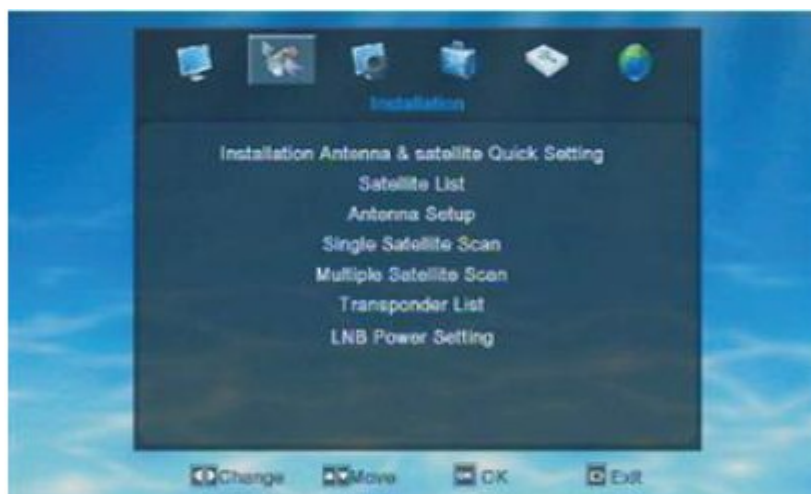 Installation
Installation Antenna & satellite Quick Setting
Satellite List
Antenna Setup
Single Satellite Scan
Multiple Satellite Scan
Transponder List
LNB Power Setting
Change Move OK Exit